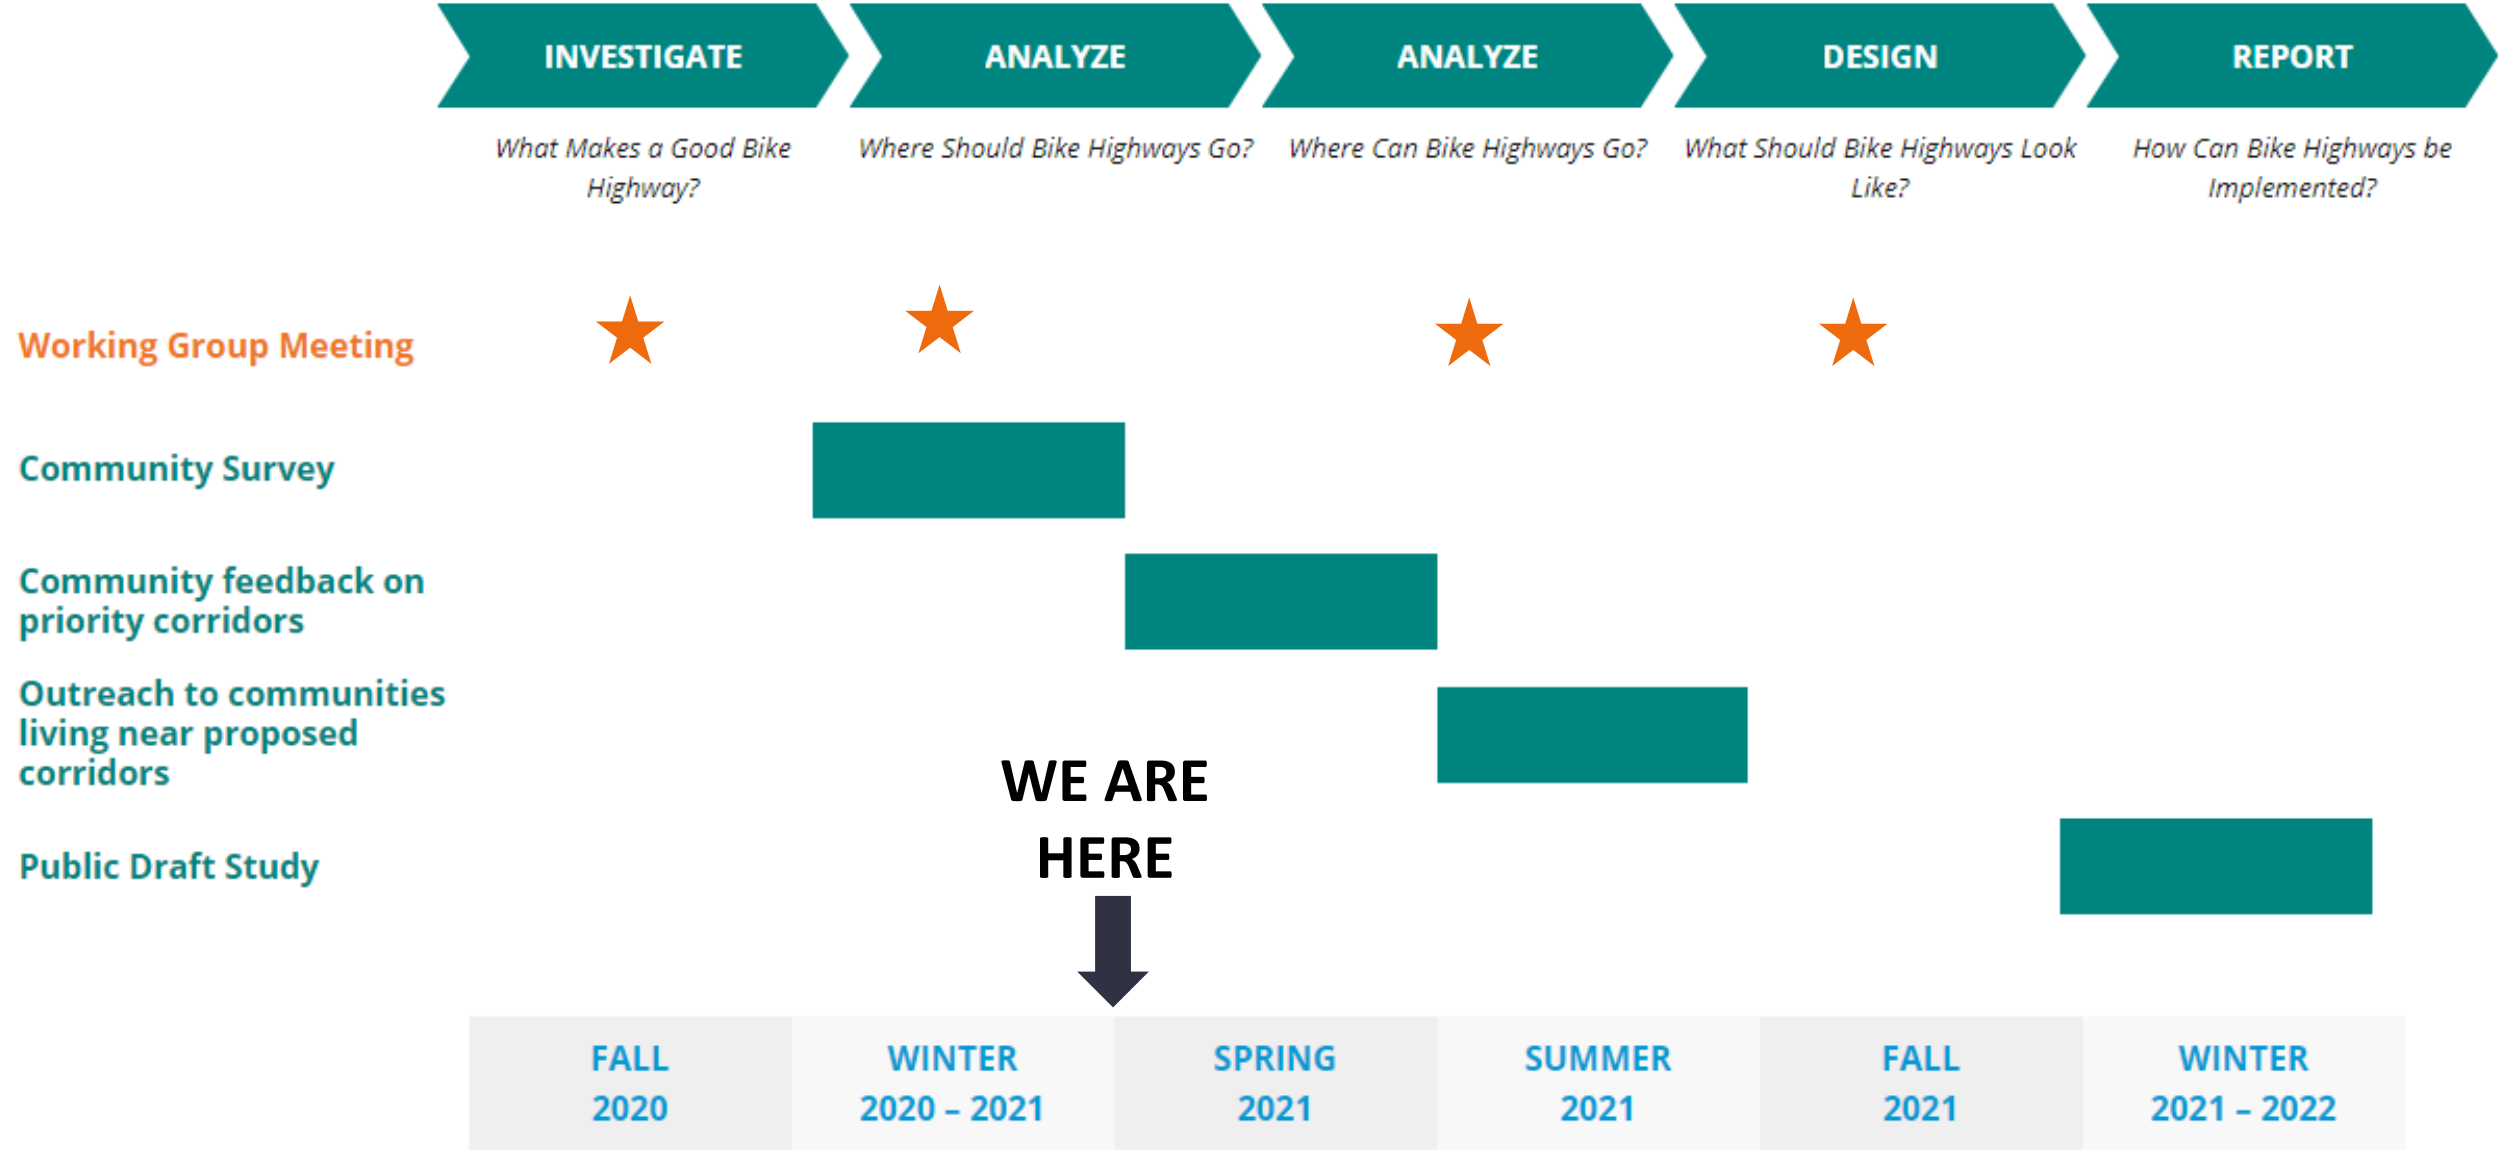 INVESTIGATE
ANALYZE
ANALYZE
DESIGN
REPORT
What Makes a Good Bike
Highway?
Where Should Bike Highways Go?
Where Can Bike Highways Go?
What Should Bike Highways Look
Like?
How Can Bike Highways be
Implemented?
Working Group Meeting
Community Survey
Community feedback on
priority corridors
Outreach to communities
living near proposed
corridors
WE ARE
HERE
Public Draft Study
FALL
2020
WINTER
2020 – 2021
SPRING
2021
SUMMER
2021
FALL
2021
WINTER
2021 – 2022